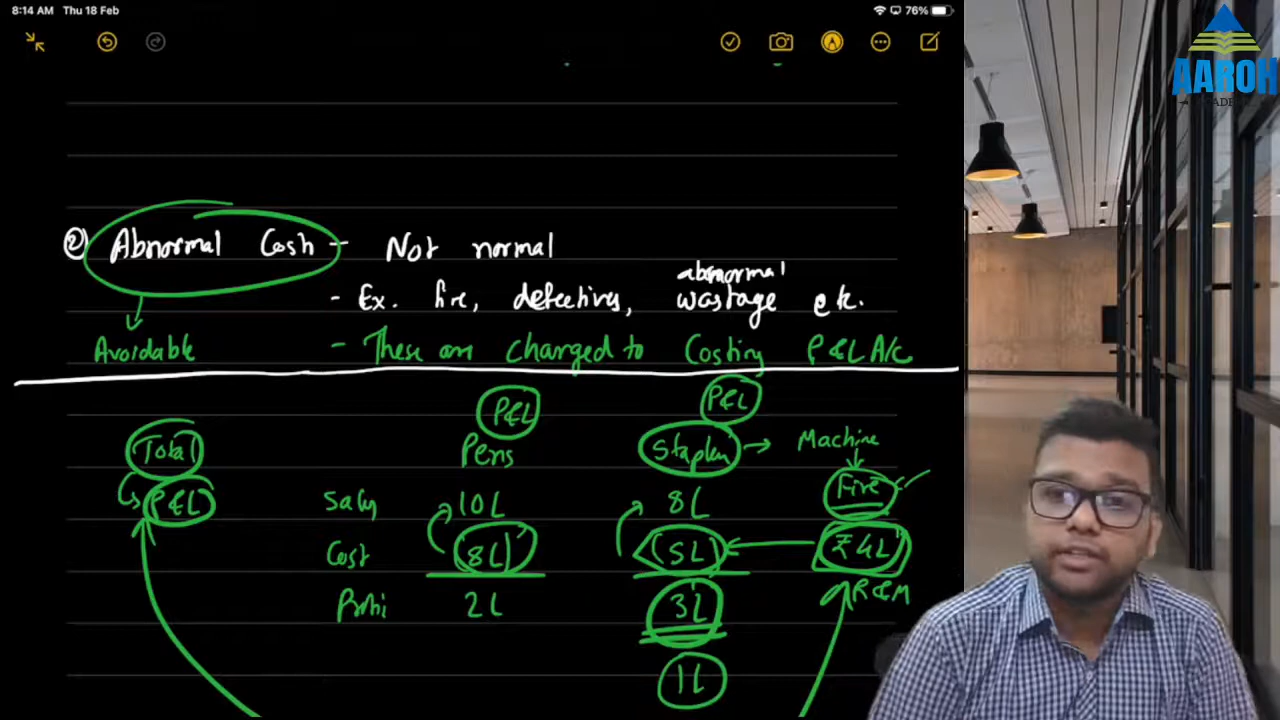 8:14 AM Thu 18 Feb
76%
AAROH
② Abnormal Costs - Not normal
abnormal
- Ex. fire, defectives, wastage etc.
Avoidable - These are charged to Costing P&L A/c
P&L P&L
Total Pens Stapler → Machine
P&L Sales 10L 8L Fire
Cost 8L 5L ₹4L
Profit 2L 3L R&M
1L